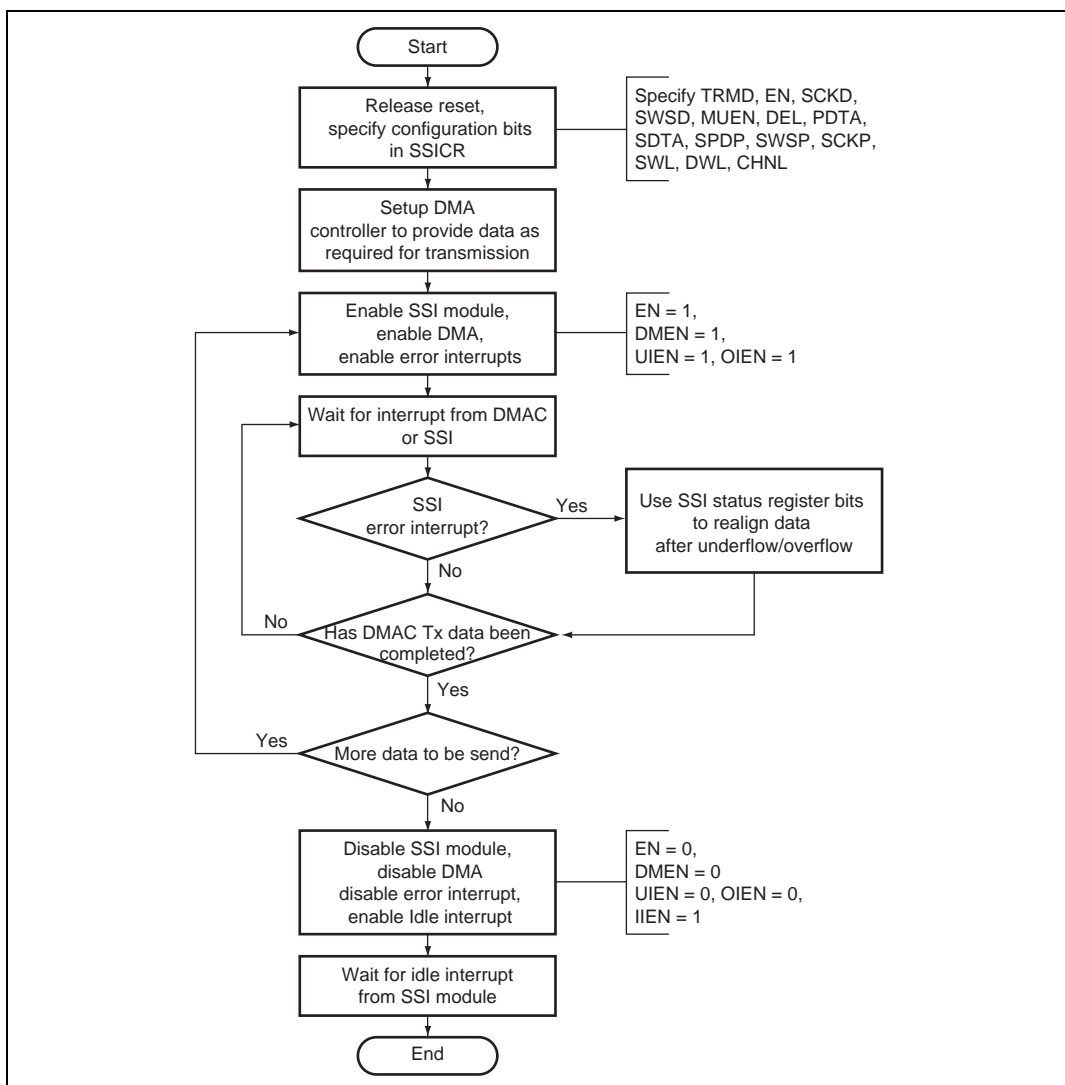 Start
Release reset,
specify configuration bits
in SSICR
Specify TRMD, EN, SCKD,
SWSD, MUEN, DEL, PDTA,
SDTA, SPDP, SWSP, SCKP,
SWL, DWL, CHNL
Setup DMA
controller to provide data as
required for transmission
Enable SSI module,
enable DMA,
enable error interrupts
EN = 1,
DMEN = 1,
UIEN = 1, OIEN = 1
Wait for interrupt from DMAC
or SSI
SSI
error interrupt?
Yes
Use SSI status register bits
to realign data
after underflow/overflow
No
No
Has DMAC Tx data been
completed?
Yes
Yes
More data to be send?
No
Disable SSI module,
disable DMA
disable error interrupt,
enable Idle interrupt
EN = 0,
DMEN = 0
UIEN = 0, OIEN = 0,
IIEN = 1
Wait for idle interrupt
from SSI module
End